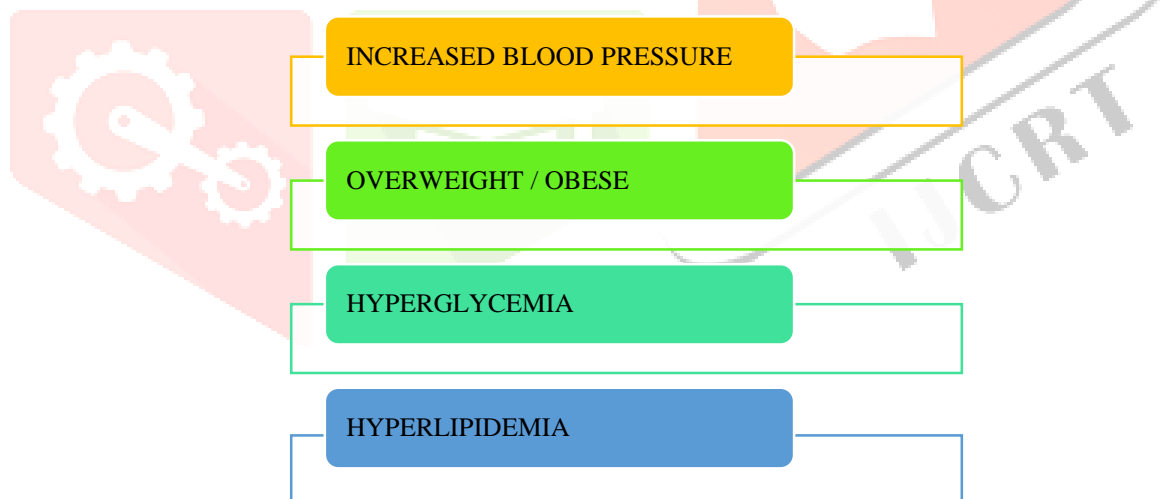 INCREASED BLOOD PRESSURE
OVERWEIGHT / OBESE
IJCRT
HYPERGLYCEMIA
HYPERLIPIDEMIA